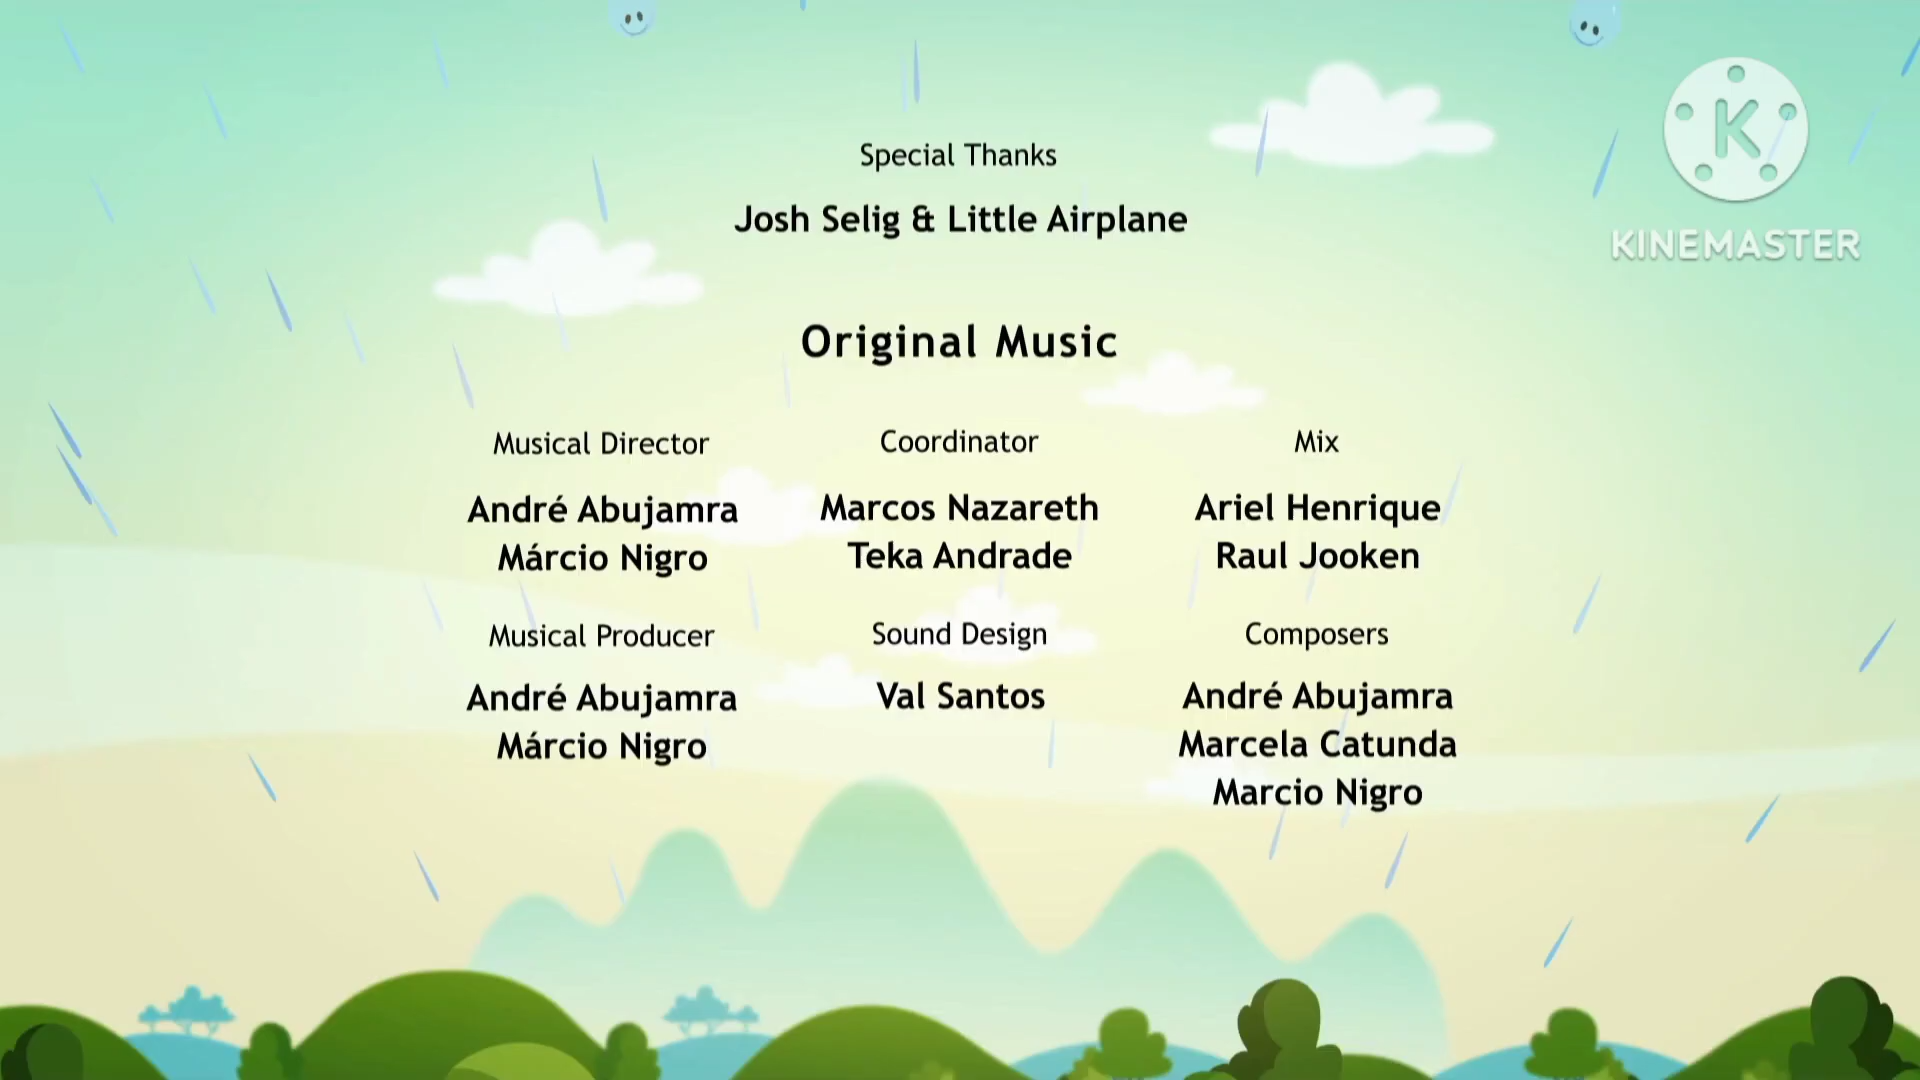 Special Thanks
Josh Selig & Little Airplane
K
KINEMASTER
Original Music
Musical Director
André Abujamra
Márcio Nigro
Coordinator
Marcos Nazareth
Teka Andrade
Mix
Ariel Henrique
Raul Jooken
Musical Producer
André Abujamra
Márcio Nigro
Sound Design
Val Santos
Composers
André Abujamra
Marcela Catunda
Marcio Nigro